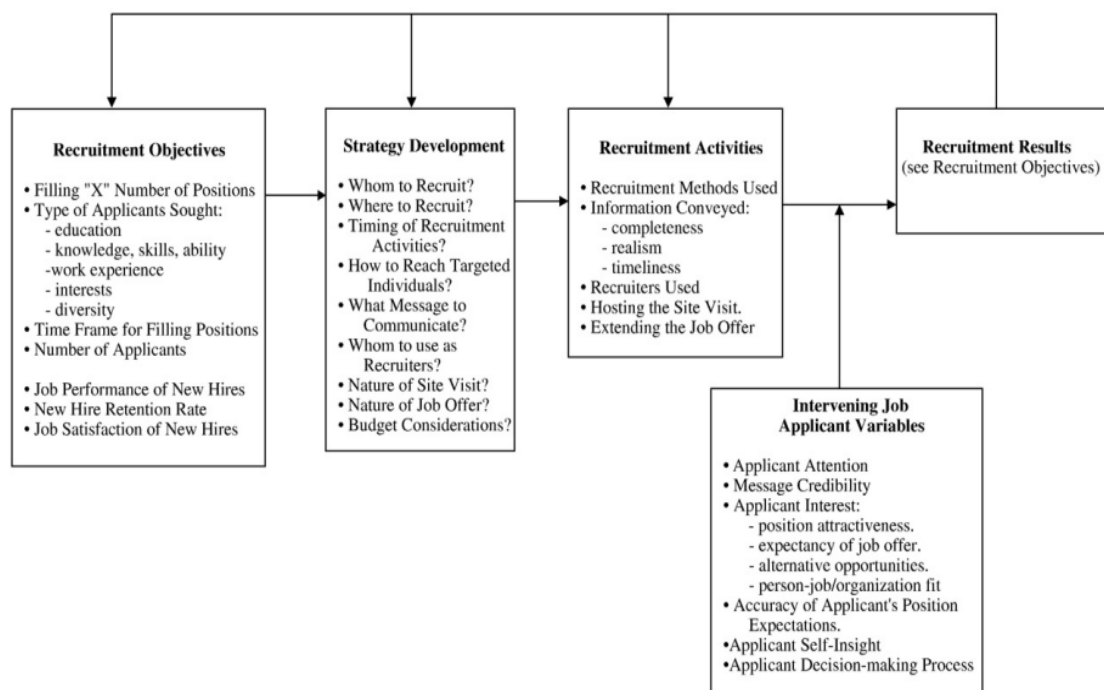 Recruitment Objectives
• Filling "X" Number of Positions
• Type of Applicants Sought:
- education
- knowledge, skills, ability
-work experience
- interests
- diversity
• Time Frame for Filling Positions
• Number of Applicants
• Job Performance of New Hires
• New Hire Retention Rate
• Job Satisfaction of New Hires
Strategy Development
• Whom to Recruit?
• Where to Recruit?
• Timing of Recruitment
Activities?
• How to Reach Targeted
Individuals?
• What Message to
Communicate?
• Whom to use as
Recruiters?
• Nature of Site Visit?
• Nature of Job Offer?
• Budget Considerations?
Recruitment Activities
• Recruitment Methods Used
• Information Conveyed:
- completeness
- realism
- timeliness
• Recruiters Used
• Hosting the Site Visit.
• Extending the Job Offer
Recruitment Results
(see Recruitment Objectives)
Intervening Job
Applicant Variables
• Applicant Attention
• Message Credibility
• Applicant Interest:
- position attractiveness.
- expectancy of job offer.
- alternative opportunities.
- person-job/organization fit
• Accuracy of Applicant's Position
Expectations.
•Applicant Self-Insight
•Applicant Decision-making Process